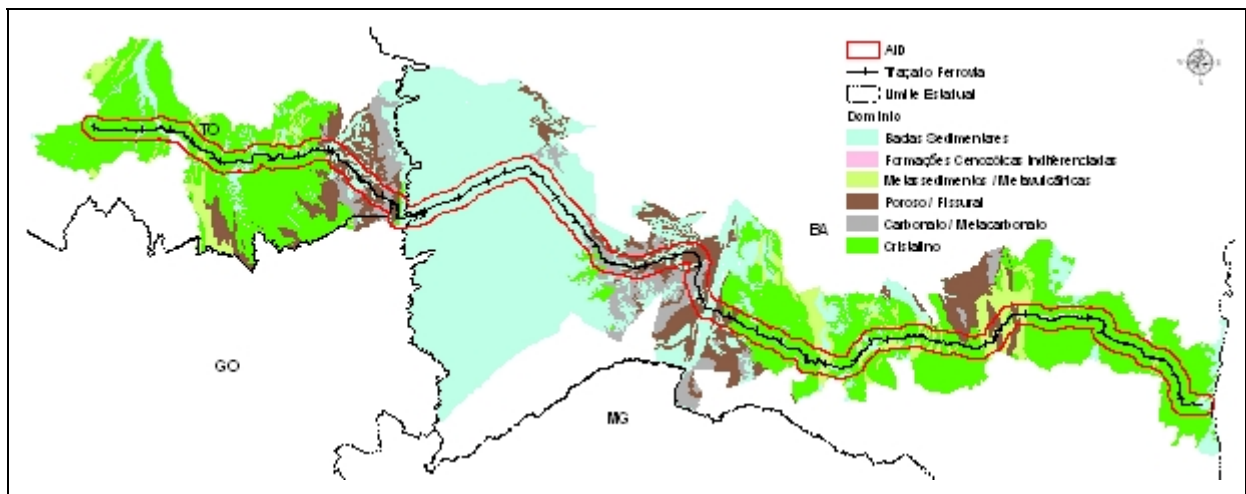 AID
Traçado Ferrovia
Limite Estadual
Domínio
Bacias Sedimentares
Formações Cenozóicas Indiferenciadas
Metassedimentos / Metavulcânicas
Poroso / Fissural
Carbonato / Metacarbonato
Cristalino
TO
BA
GO
MG